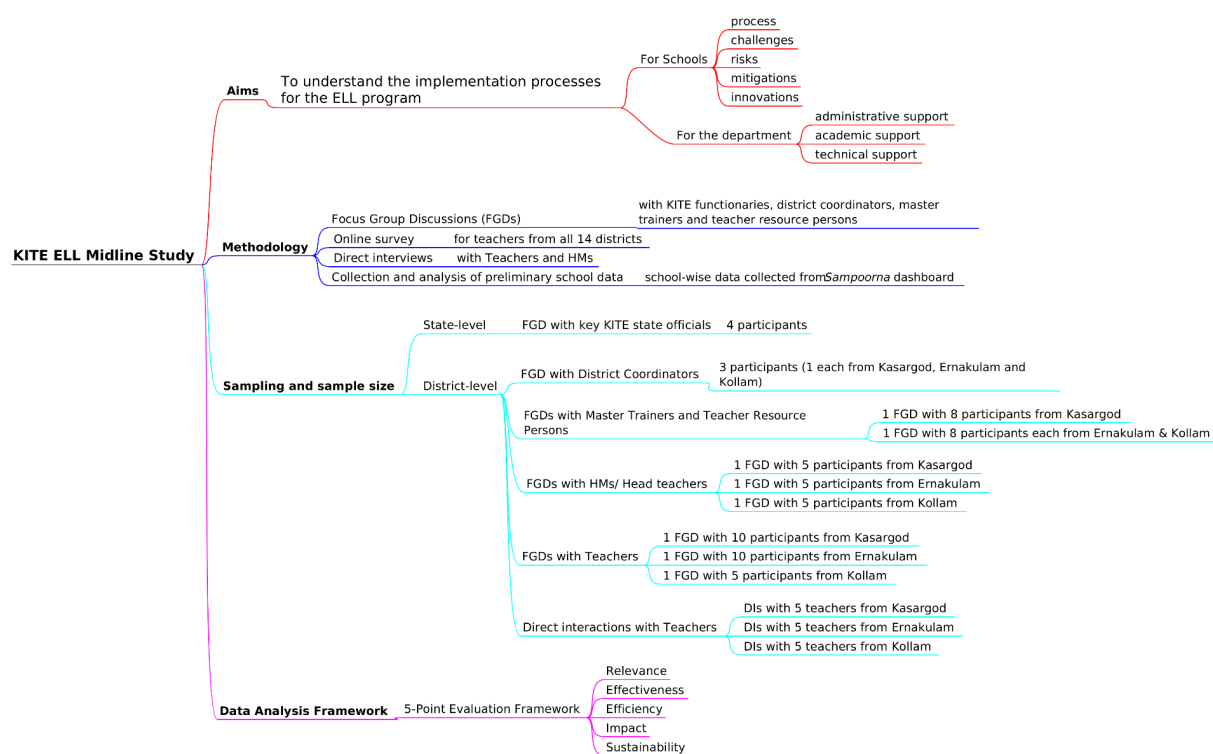 KITE ELL Midline Study
Aims
To understand the implementation processes
for the ELL program
For Schools
process
challenges
risks
mitigations
innovations
For the department
administrative support
academic support
technical support
Methodology
Focus Group Discussions (FGDs)
with KITE functionaries, district coordinators, master
trainers and teacher resource persons
Online survey
for teachers from all 14 districts
Direct interviews
with Teachers and HMs
Collection and analysis of preliminary school data
school-wise data collected from Sampoorna dashboard
Sampling and sample size
State-level
FGD with key KITE state officials
4 participants
District-level
FGD with District Coordinators
3 participants (1 each from Kasargod, Ernakulam and
Kollam)
FGDs with Master Trainers and Teacher Resource
Persons
1 FGD with 8 participants from Kasargod
1 FGD with 8 participants each from Ernakulam & Kollam
FGDs with HMs/ Head teachers
1 FGD with 5 participants from Kasargod
1 FGD with 5 participants from Ernakulam
1 FGD with 5 participants from Kollam
FGDs with Teachers
1 FGD with 10 participants from Kasargod
1 FGD with 10 participants from Ernakulam
1 FGD with 5 participants from Kollam
Direct interactions with Teachers
DIs with 5 teachers from Kasargod
DIs with 5 teachers from Ernakulam
DIs with 5 teachers from Kollam
Data Analysis Framework
5-Point Evaluation Framework
Relevance
Effectiveness
Efficiency
Impact
Sustainability